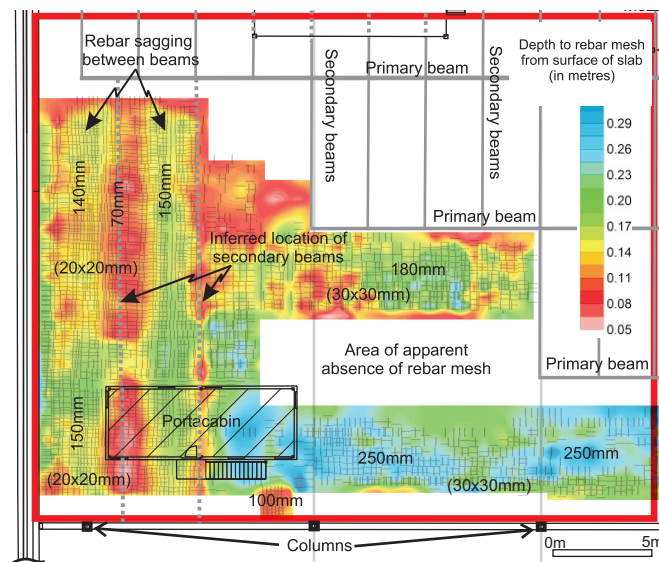 Rebar sagging
between beams
Primary beam
Secondary beams
Secondary beams
Depth to rebar mesh
from surface of slab
(in metres)
0.29
0.26
0.23
0.20
0.17
0.14
0.11
0.08
0.05
140mm
70mm
150mm
Primary beam
Inferred location of
secondary beams
(20x20mm)
180mm
(30x30mm)
Area of apparent
absence of rebar mesh
Primary beam
Portacabin
150mm
250mm
250mm
(20x20mm)
(30x30mm)
100mm
Columns
0m
5m